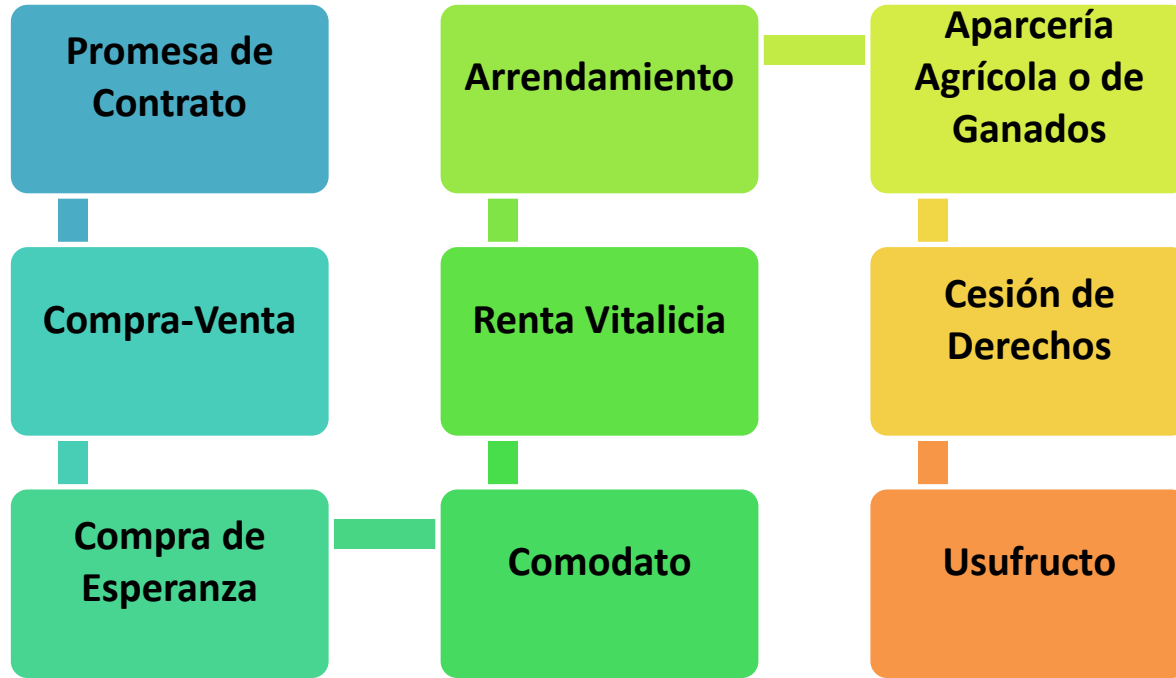 Promesa de
Contrato
Compra-Venta
Compra de
Esperanza
Comodato
Renta Vitalicia
Arrendamiento
Aparcería
Agrícola o de
Ganados
Cesión de
Derechos
Usufructo